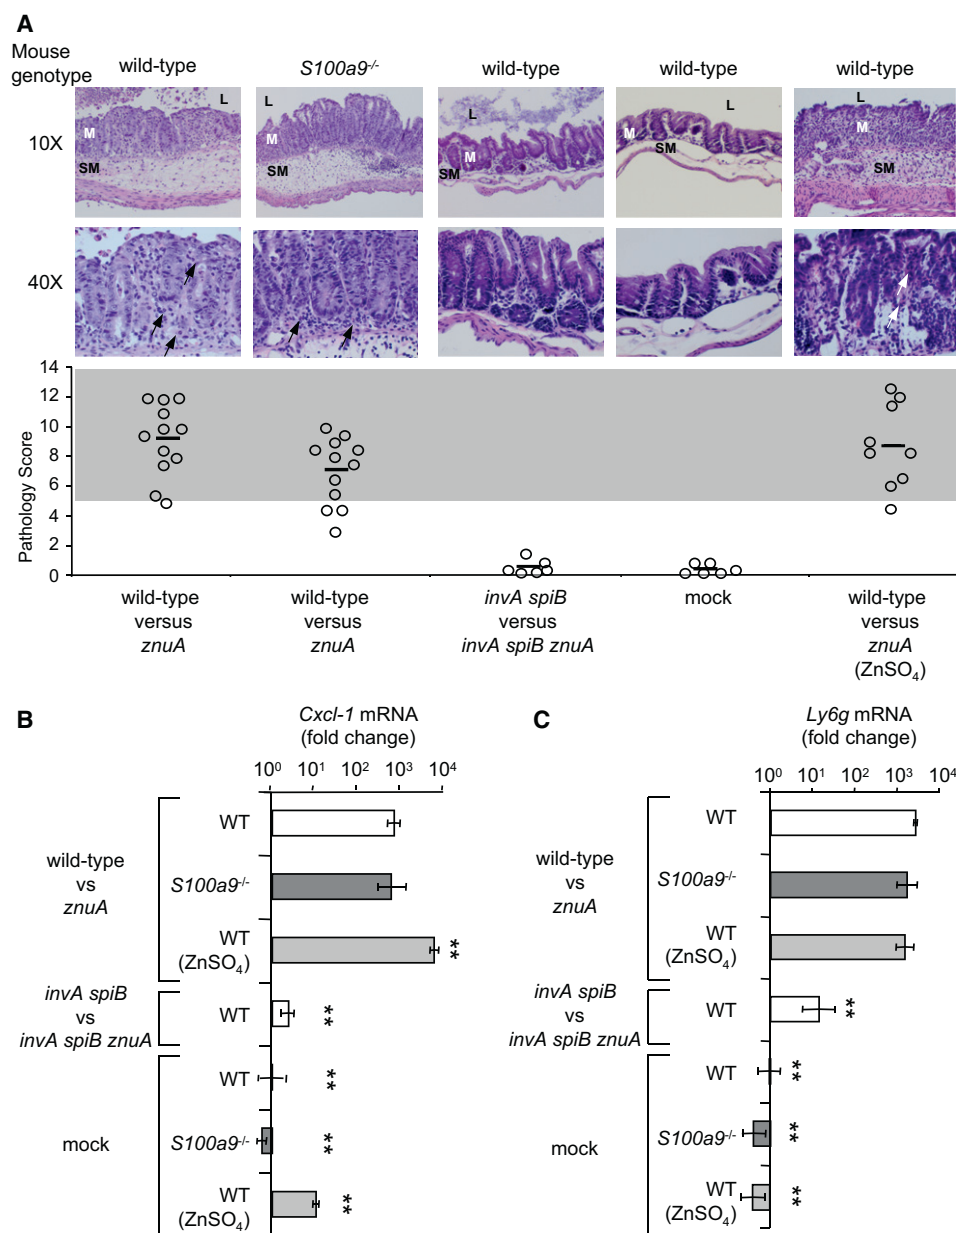 A
Mouse genotype
wild-type
S100a9-/-
wild-type
wild-type
wild-type
10X
L
M
SM
L
M
SM
L
M
SM
L
M
SM
L
M
SM
40X
Pathology Score
14
12
10
8
6
4
2
0
wild-type
versus
znuA
wild-type
versus
znuA
invA spiB
versus
invA spiB znuA
mock
wild-type
versus
znuA
(ZnSO4)
B
Cxcl-1 mRNA
(fold change)
10^0 10^1 10^2 10^3 10^4
wild-type
vs
znuA
WT
S100a9-/-
WT
(ZnSO4)
**
invA spiB
vs
invA spiB znuA
WT
**
mock
WT
**
S100a9-/-
**
WT
(ZnSO4)
**
C
Ly6g mRNA
(fold change)
10^0 10^1 10^2 10^3 10^4
wild-type
vs
znuA
WT
S100a9-/-
WT
(ZnSO4)
invA spiB
vs
invA spiB znuA
WT
**
mock
WT
**
S100a9-/-
**
WT
(ZnSO4)
**